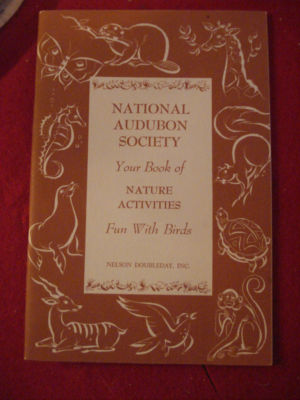 NATIONAL
AUDUBON
SOCIETY
Your Book of
NATURE
ACTIVITIES
Fun With Birds
NELSON DOUBLEDAY, INC.